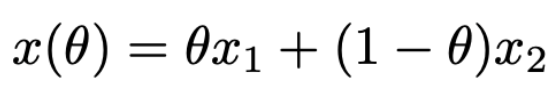 x(θ) = θx₁ + (1 − θ)x₂